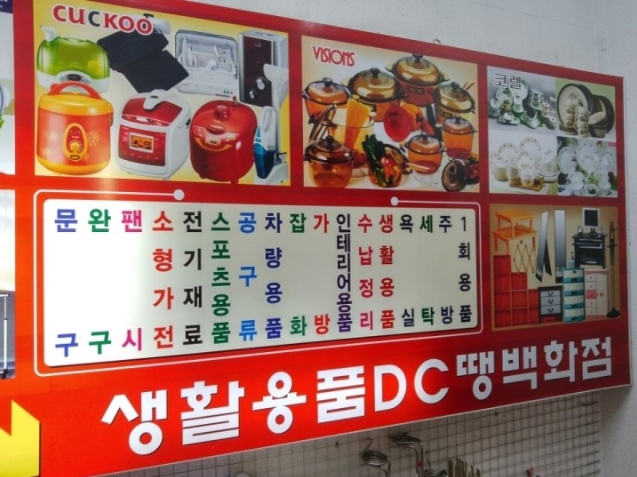 CUCKOO
VISIONS
코렐
문구
완구
팬시
소형가전
전기재료
스포츠용품
공구류
차량용품
잡화
가방
인테리어용품
수납정리
생활용품
욕실
세탁
주방
1회용품
생활용품DC땡백화점